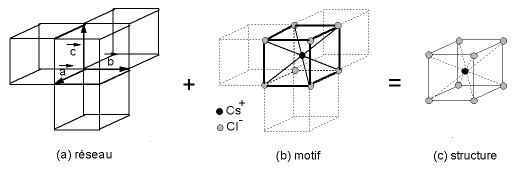 c
b
a
+
=
Cs+
Cl-
(a) réseau
(b) motif
(c) structure